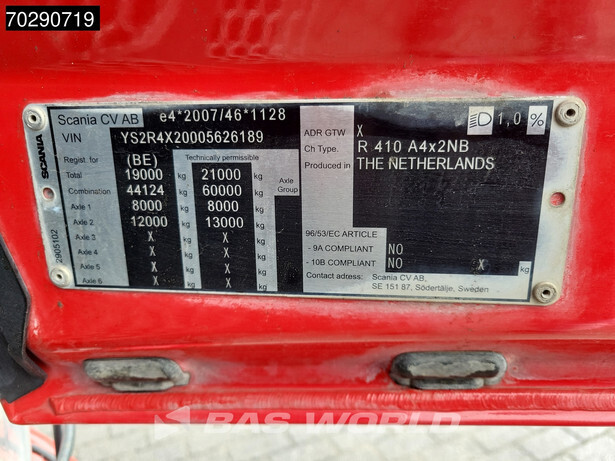 70290719
SCANIA
2905102
Scania CV AB e4*2007/46*1128
VIN YS2R4X20005626189
Regist. for (BE) Technically permissible
Total 19000 kg 21000 kg Axle Group
Combination 44124 kg 60000 kg
Axle 1 8000 kg 8000 kg
Axle 2 12000 kg 13000 kg
Axle 3 X kg X kg
Axle 4 X kg X kg
Axle 5 X kg X kg
Axle 6 X kg X kg
1,0 %
ADR GTW X
Ch Type. R 410 A4x2NB
Produced in THE NETHERLANDS
96/53/EC ARTICLE
- 9A COMPLIANT NO
- 10B COMPLIANT NO X kg
Contact adress: Scania CV AB,
SE 151 87, Södertälje, Sweden
BAS WORLD